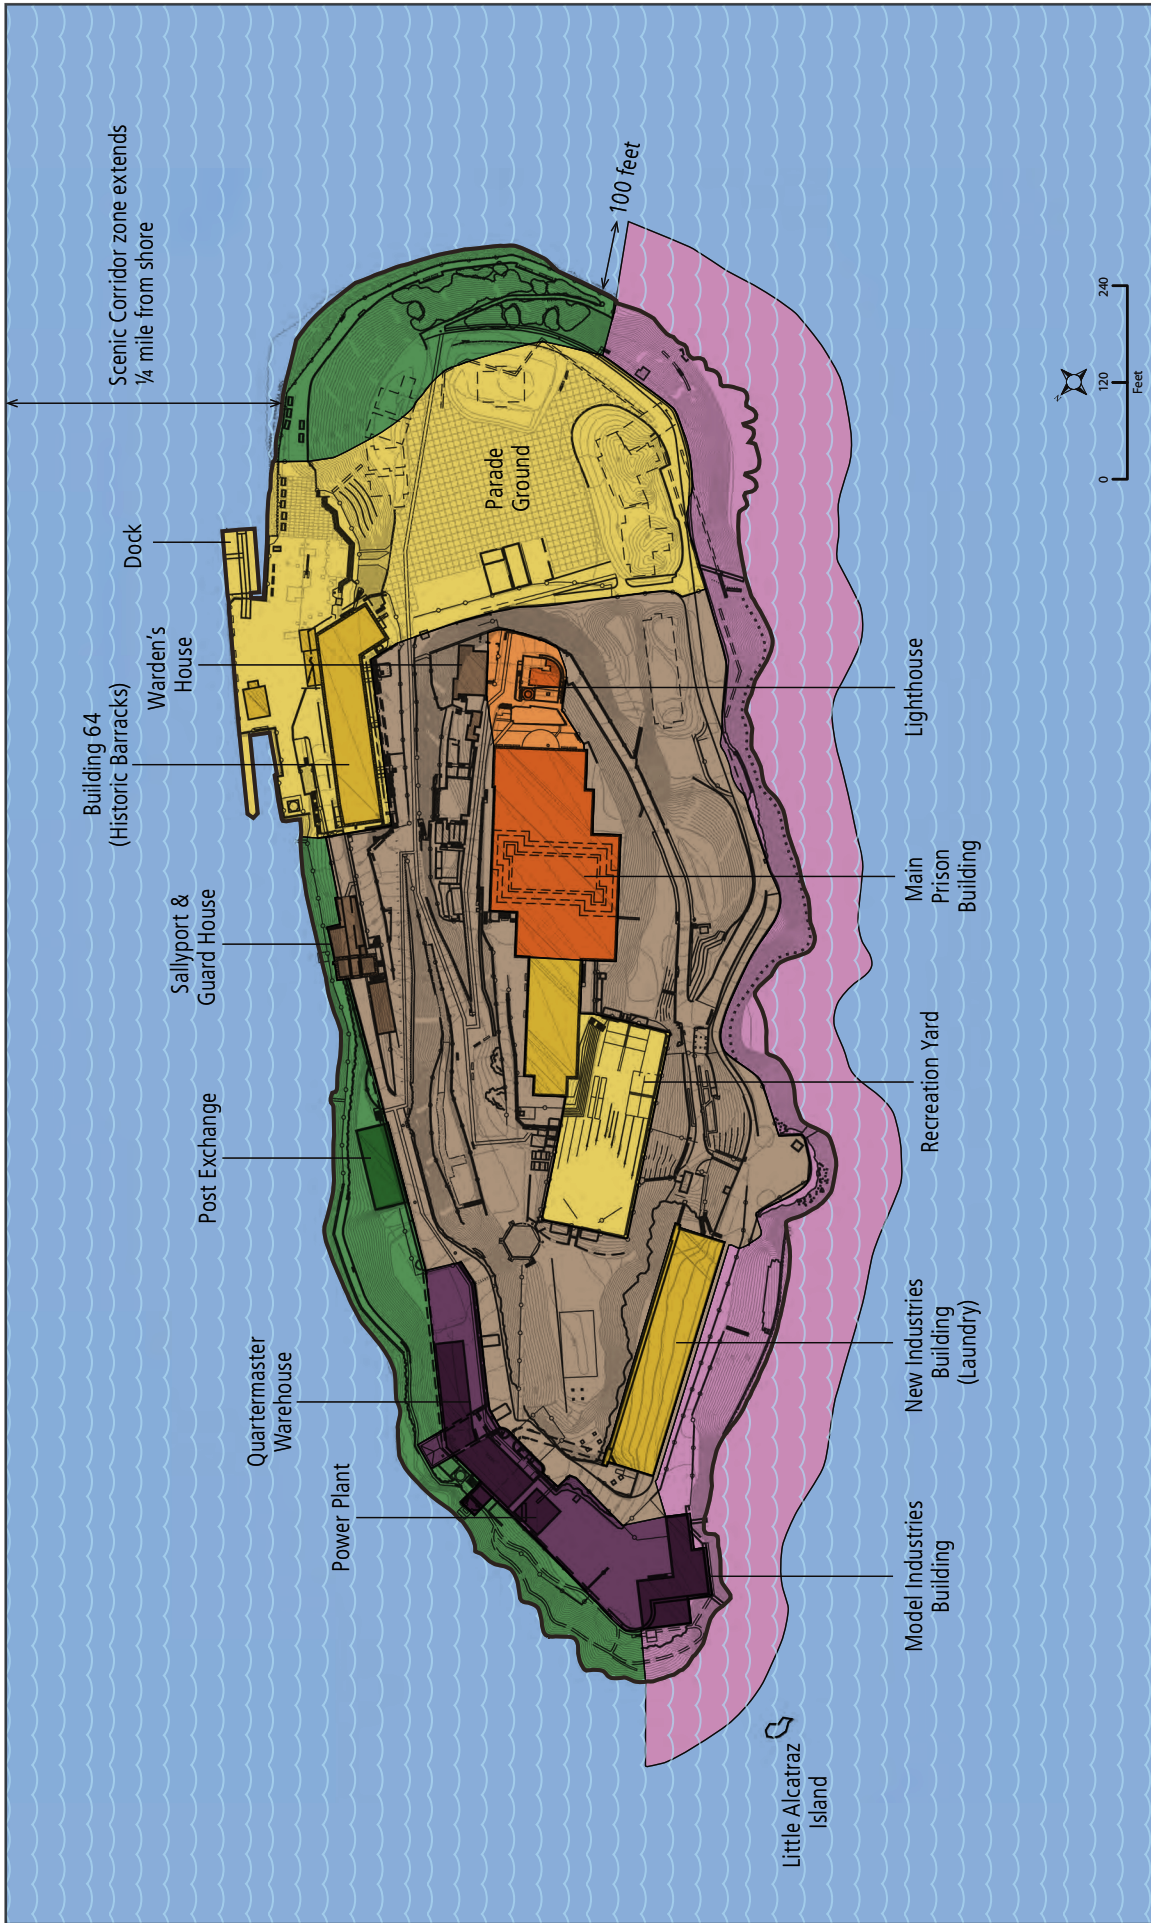 Scenic Corridor zone extends
¼ mile from shore
100 feet
Dock
Warden's
House
Building 64
(Historic Barracks)
Sallyport &
Guard House
Post Exchange
Quartermaster
Warehouse
Power Plant
Parade
Ground
Lighthouse
Main
Prison
Building
Recreation Yard
New Industries
Building
(Laundry)
Model Industries
Building
Little Alcatraz
Island
N
0
120
240
Feet